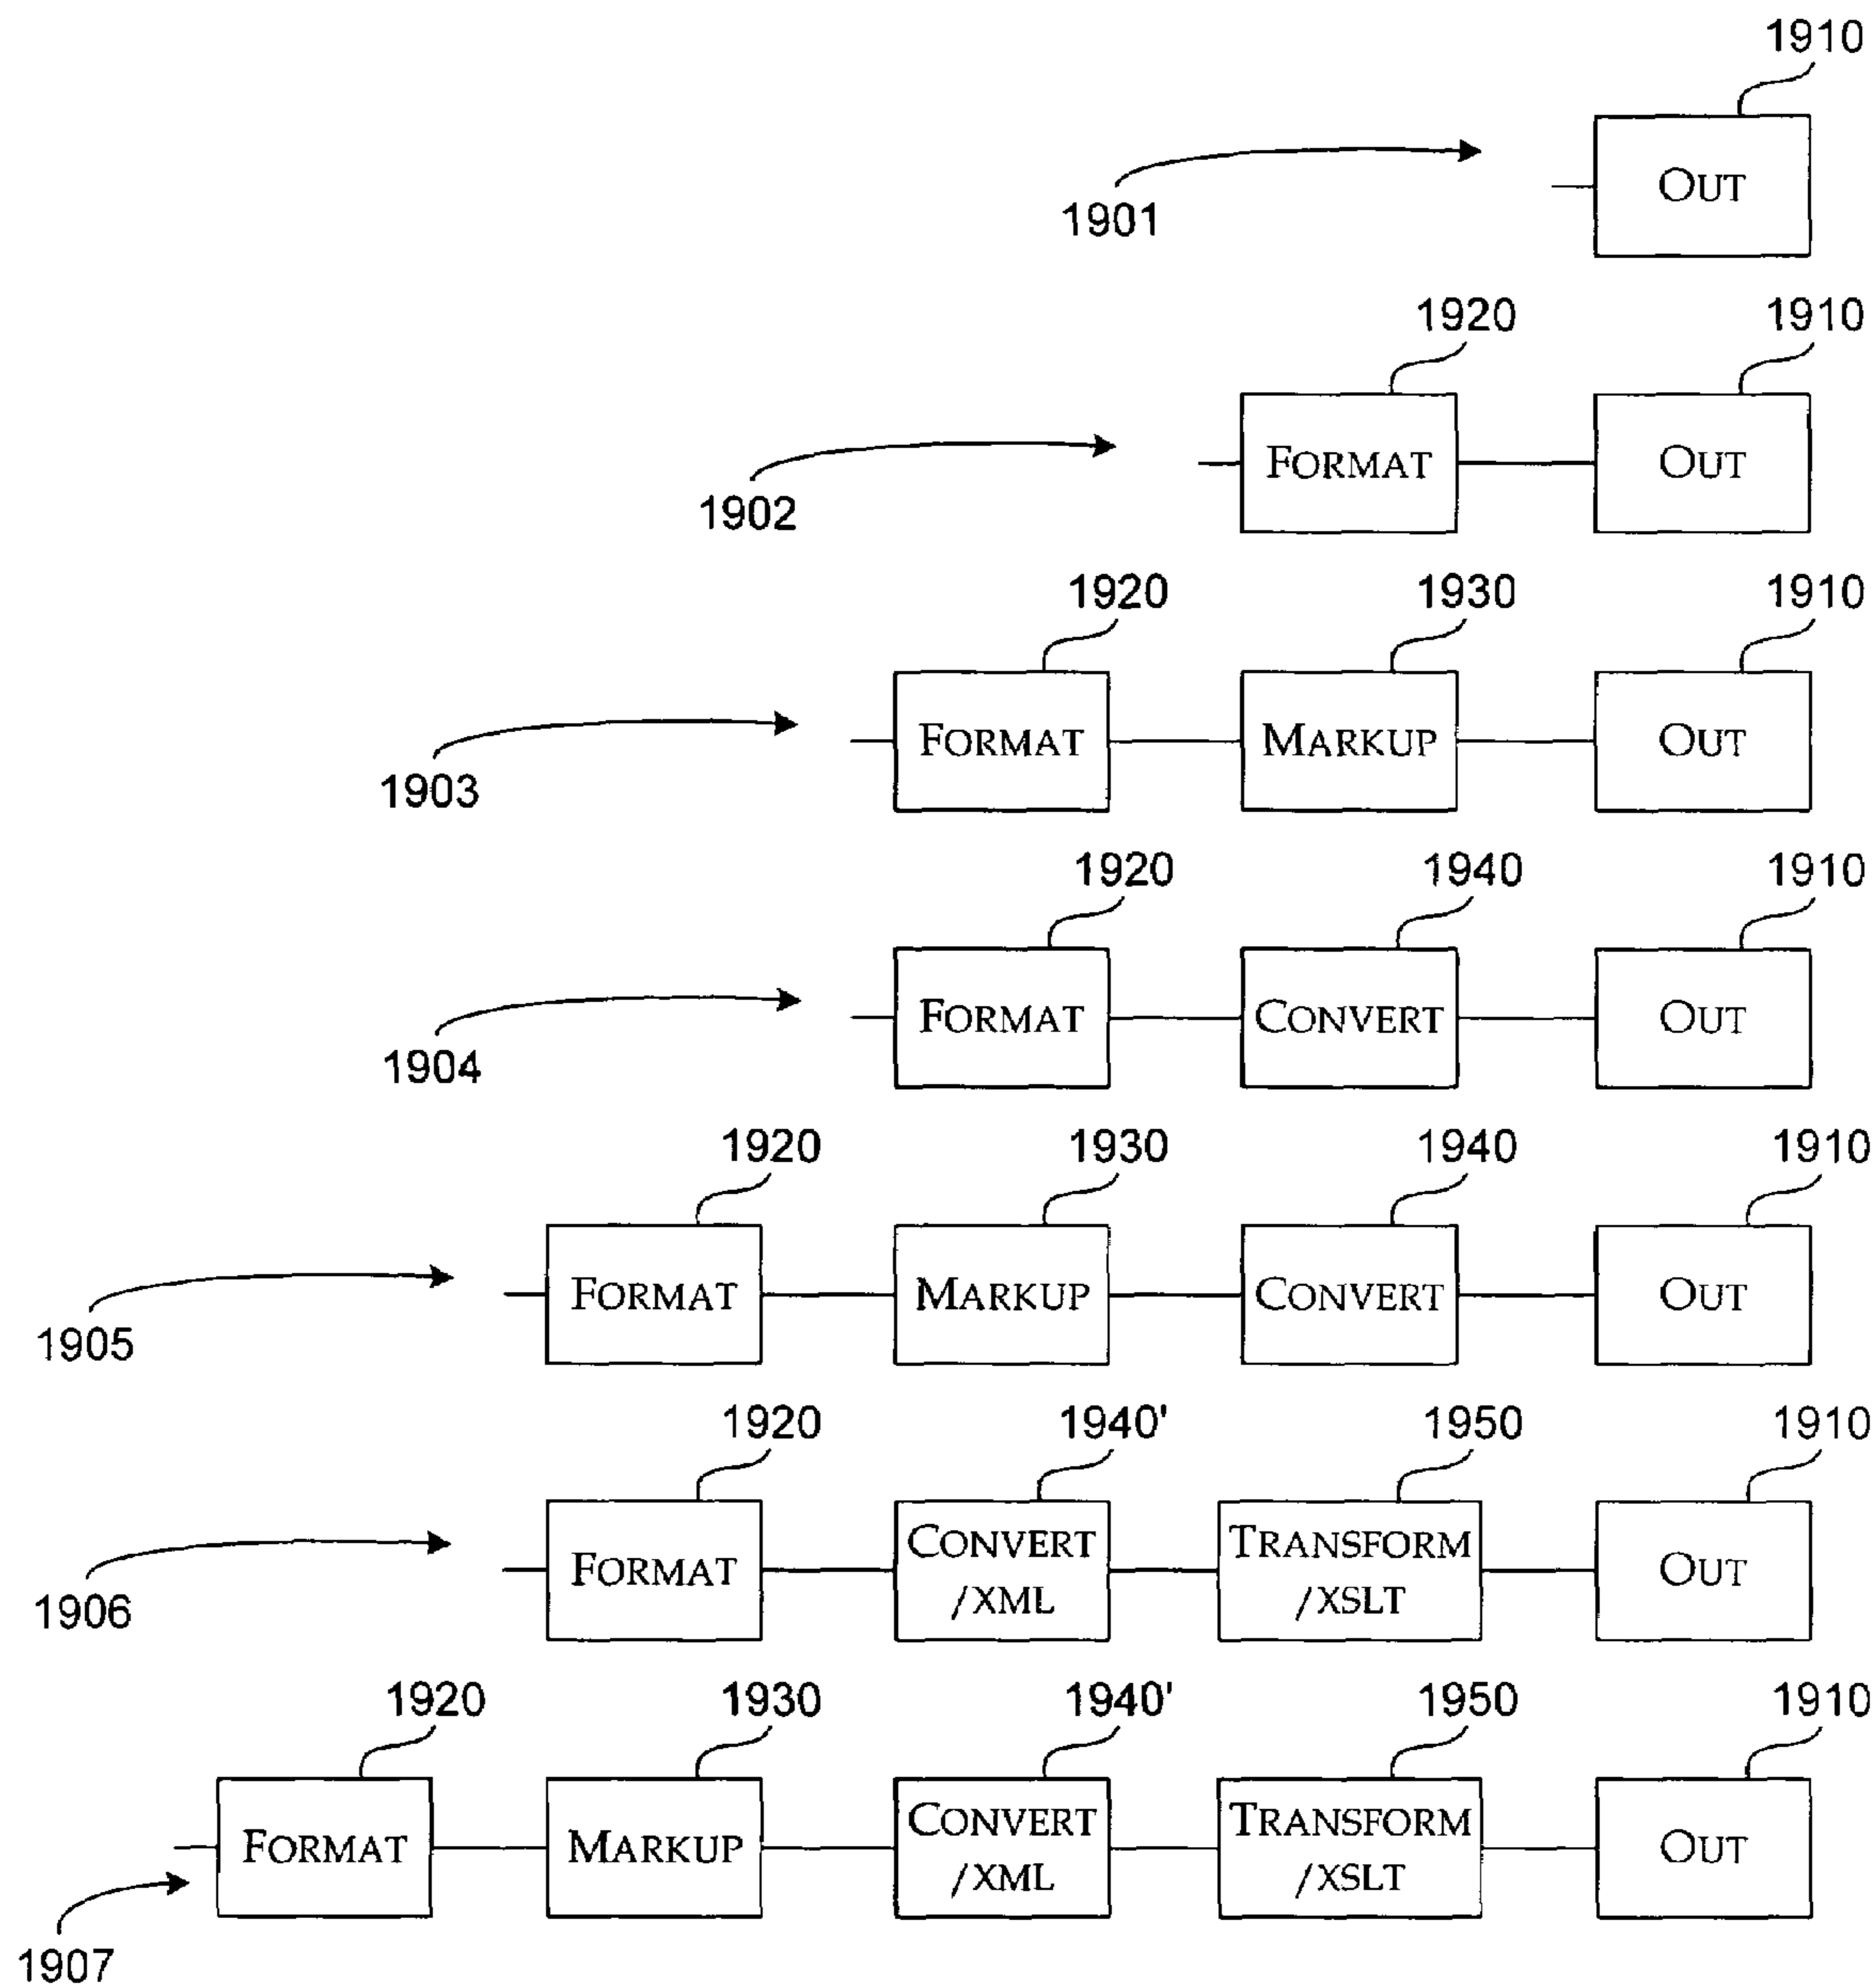 1910
OUT
1901
1920 1910
FORMAT OUT
1902
1920 1930 1910
FORMAT MARKUP OUT
1903
1920 1940 1910
FORMAT CONVERT OUT
1904
1920 1930 1940 1910
FORMAT MARKUP CONVERT OUT
1905
1920 1940' 1950 1910
FORMAT CONVERT /XML TRANSFORM /XSLT OUT
1906
1920 1930 1940' 1950 1910
FORMAT MARKUP CONVERT /XML TRANSFORM /XSLT OUT
1907